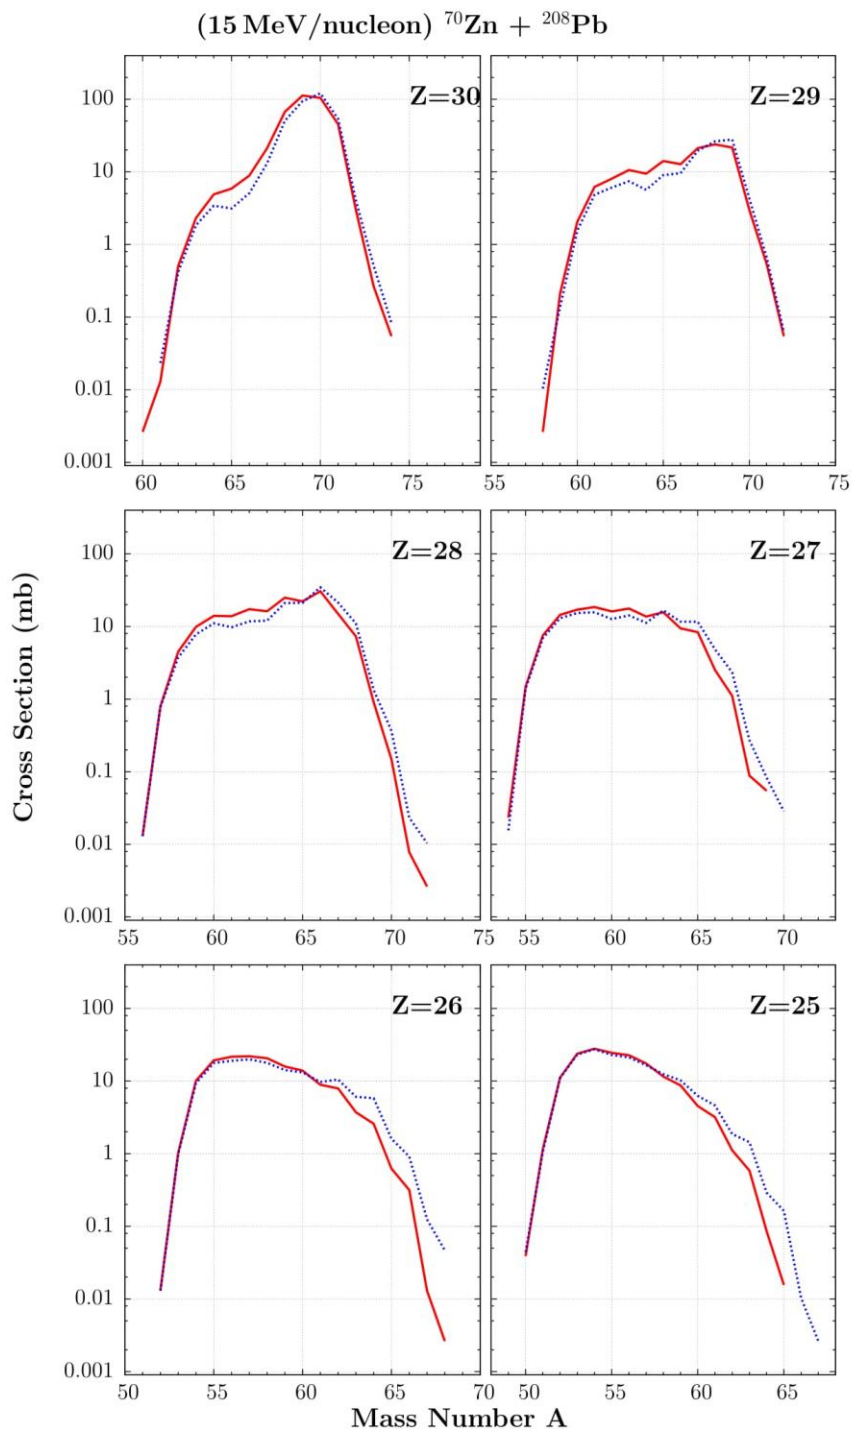 (15 MeV/nucleon) ⁷⁰Zn + ²⁰⁸Pb
Z=30
Z=29
100
10
1
0.1
0.01
0.001
60 65 70 75
55 60 65 70 75
Z=28
Z=27
100
10
1
0.1
0.01
0.001
55 60 65 70 75
55 60 65 70
Z=26
Z=25
100
10
1
0.1
0.01
0.001
50 55 60 65 70
50 55 60 65
Cross Section (mb)
Mass Number A